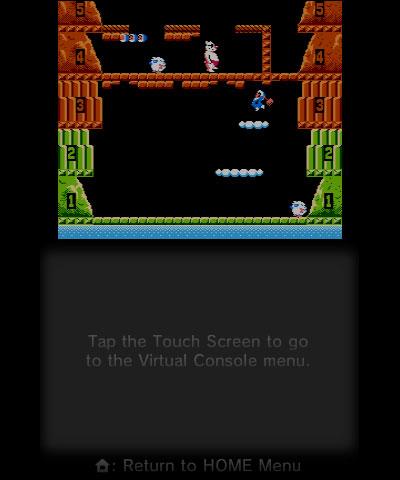 5 5
4 4
3 3
2 2
1 1
Tap the Touch Screen to go
to the Virtual Console menu.
: Return to HOME Menu